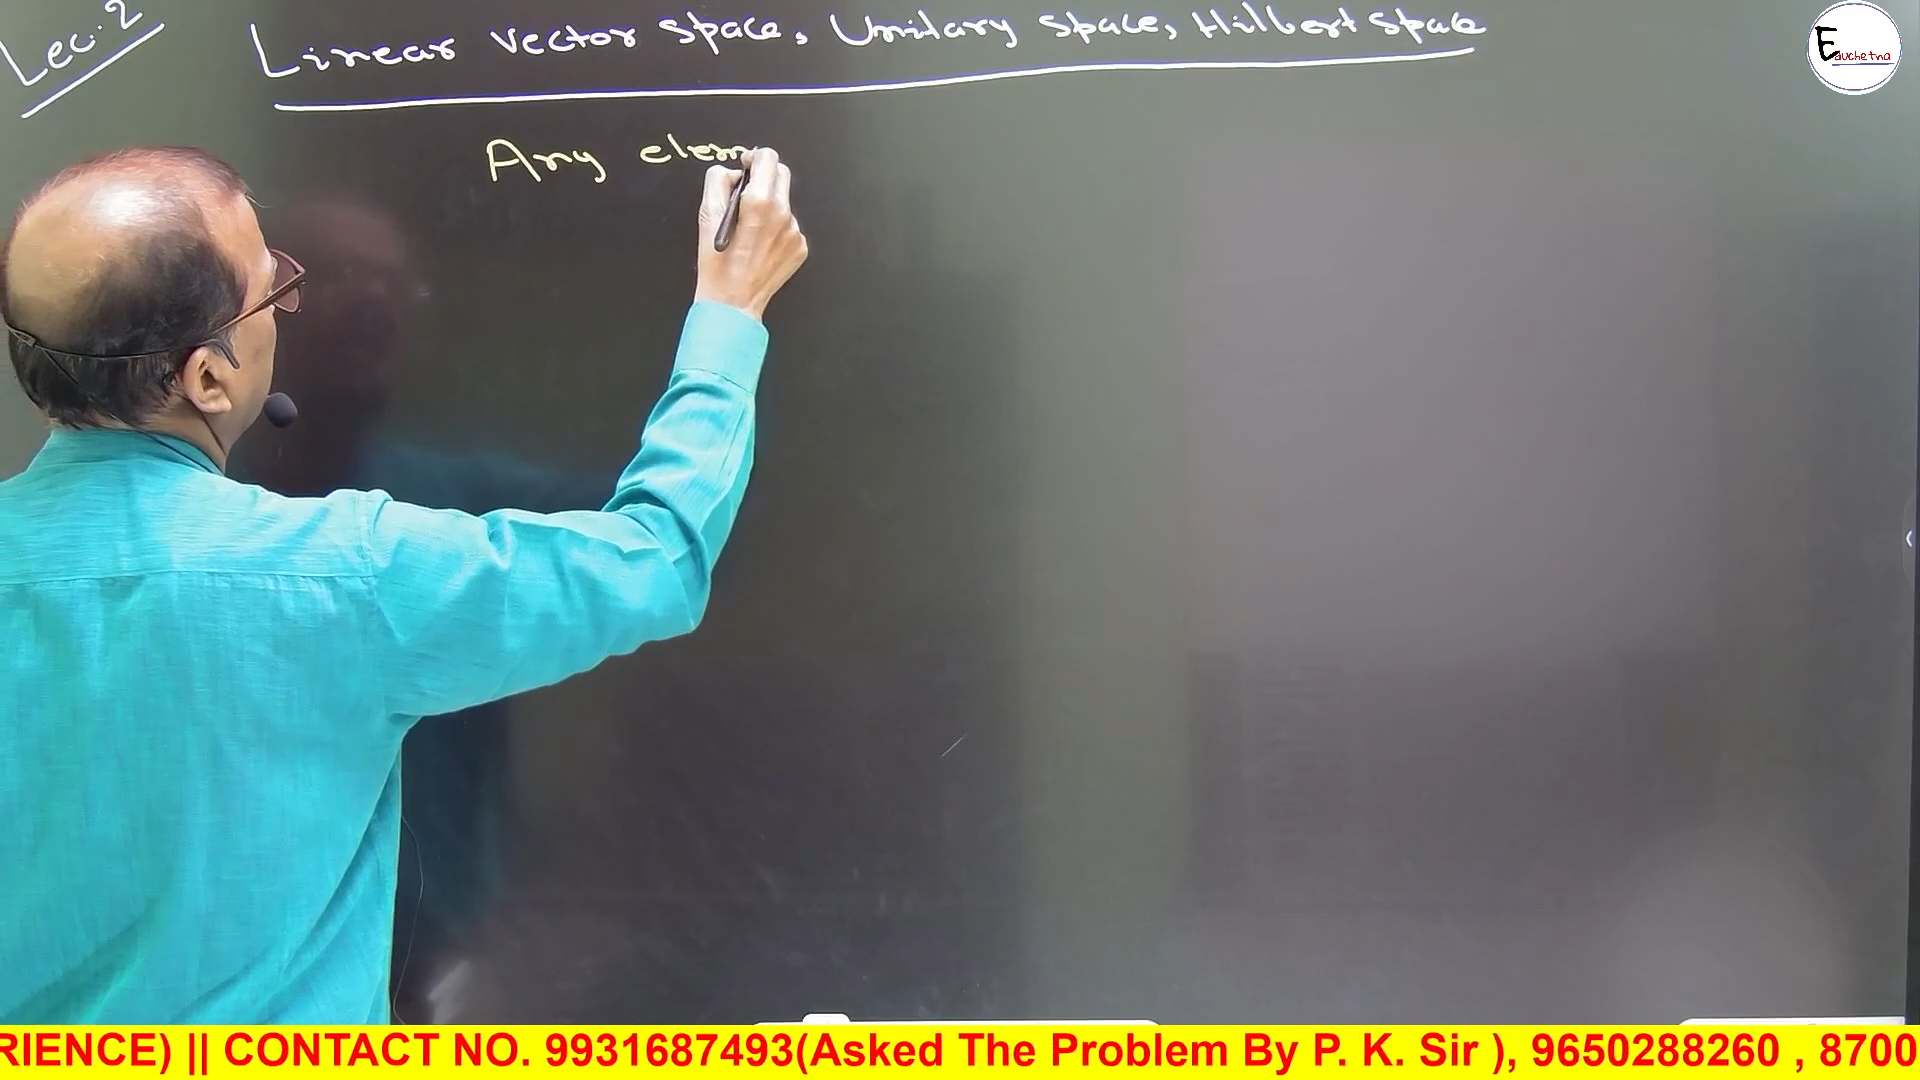 Lec.2
Linear Vector Space, Unitary Space, Hilbert Space
Eauchetna
Any elem
RIENCE) || CONTACT NO. 9931687493(Asked The Problem By P. K. Sir ), 9650288260 , 8700